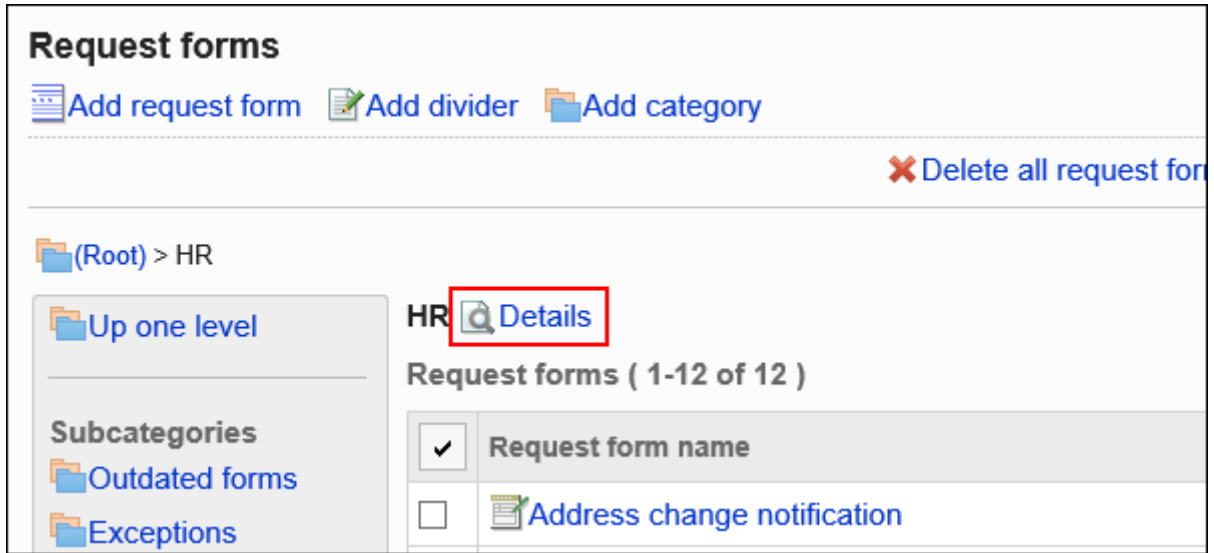 Request forms
Add request form Add divider Add category
Delete all request for
(Root) > HR
Up one level
Subcategories
Outdated forms
Exceptions
HR Details
Request forms ( 1-12 of 12 )
Request form name
Address change notification